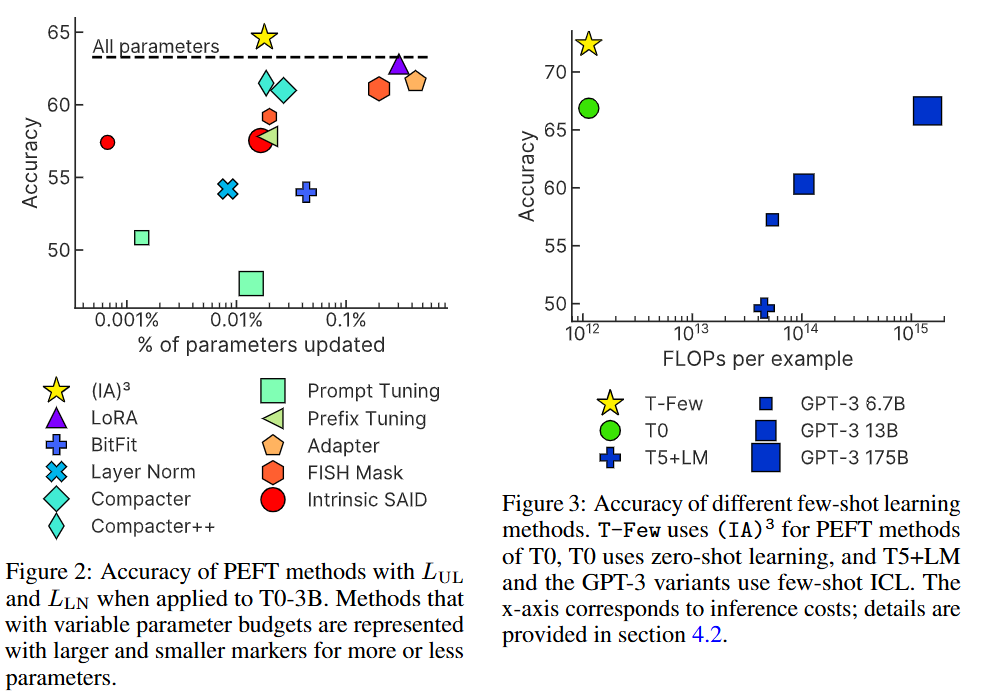 65
60
55
50
Accuracy
All parameters
0.001%
0.01%
0.1%
% of parameters updated
(IA)³
LoRA
BitFit
Layer Norm
Compacter
Compacter++
Prompt Tuning
Prefix Tuning
Adapter
FISH Mask
Intrinsic SAID
Figure 2: Accuracy of PEFT methods with L_UL
and L_LN when applied to T0-3B. Methods that
with variable parameter budgets are represented
with larger and smaller markers for more or less
parameters.
70
65
60
55
50
Accuracy
10¹²
10¹³
10¹⁴
10¹⁵
FLOPs per example
T-Few
T0
T5+LM
GPT-3 6.7B
GPT-3 13B
GPT-3 175B
Figure 3: Accuracy of different few-shot learning
methods. T-Few uses (IA)³ for PEFT methods
of T0, T0 uses zero-shot learning, and T5+LM
and the GPT-3 variants use few-shot ICL. The
x-axis corresponds to inference costs; details are
provided in section 4.2.